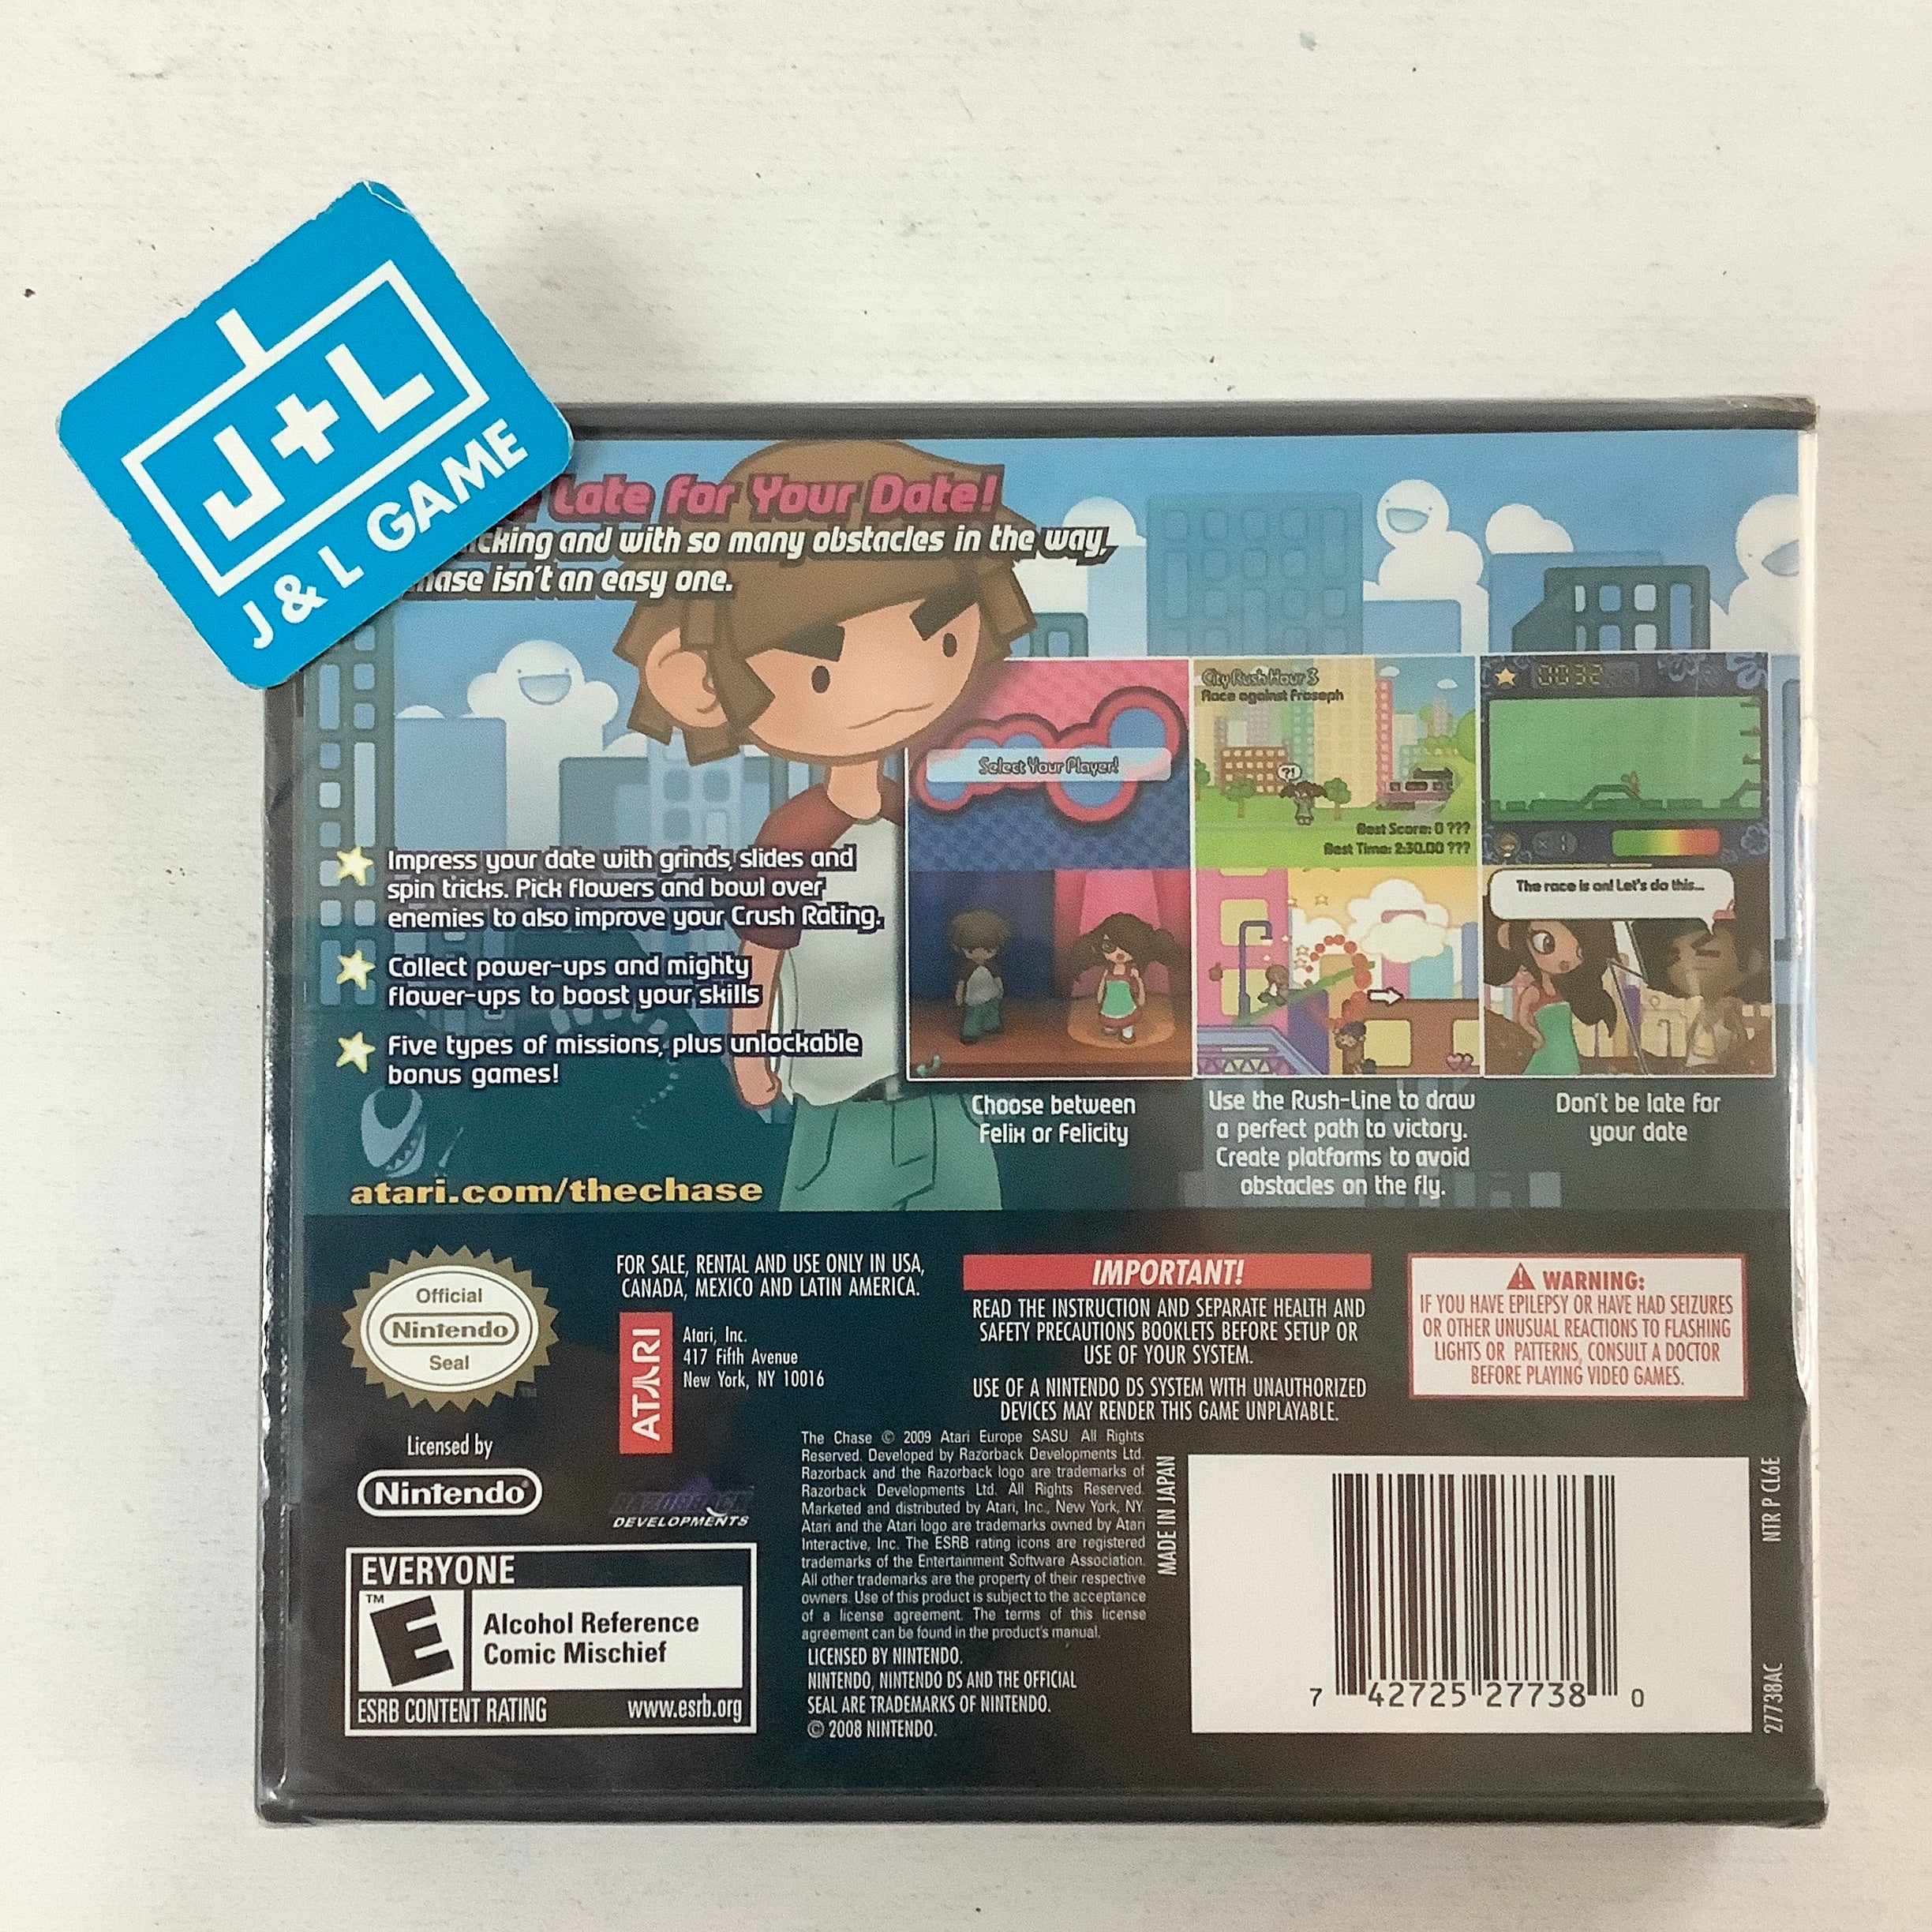 J+L
J & L GAME
Late for Your Date!
and with so many obstacles in the way,
isn't an easy one.
Impress your date with grinds, slides and
spin tricks. Pick flowers and bowl over
enemies to also improve your Crush Rating.
Collect power-ups and mighty
flower-ups to boost your skills
Five types of missions, plus unlockable
bonus games!
atari.com/thechase
Select Your Player!
City Rush Hour 3
Race against Froseph
?!
Best Score: 0 ???
Best Time: 2:30.00 ???
The race is on! Let's do this...
Choose between
Felix or Felicity
Use the Rush-Line to draw
a perfect path to victory.
Create platforms to avoid
obstacles on the fly.
Don't be late for
your date
Official
Nintendo
Seal
TM
Licensed by
Nintendo
FOR SALE, RENTAL AND USE ONLY IN USA,
CANADA, MEXICO AND LATIN AMERICA.
ATARI
Atari, Inc.
417 Fifth Avenue
New York, NY 10016
RAZORBACK
DEVELOPMENTS
IMPORTANT!
READ THE INSTRUCTION AND SEPARATE HEALTH AND
SAFETY PRECAUTIONS BOOKLETS BEFORE SETUP OR
USE OF YOUR SYSTEM.
USE OF A NINTENDO DS SYSTEM WITH UNAUTHORIZED
DEVICES MAY RENDER THIS GAME UNPLAYABLE.
WARNING:
IF YOU HAVE EPILEPSY OR HAVE HAD SEIZURES
OR OTHER UNUSUAL REACTIONS TO FLASHING
LIGHTS OR PATTERNS, CONSULT A DOCTOR
BEFORE PLAYING VIDEO GAMES.
The Chase © 2009 Atari Europe SASU. All Rights
Reserved. Developed by Razorback Developments Ltd.
Razorback and the Razorback logo are trademarks of
Razorback Developments Ltd. All Rights Reserved.
Marketed and distributed by Atari, Inc., New York, NY.
Atari and the Atari logo are trademarks owned by Atari
Interactive, Inc. The ESRB rating icons are registered
trademarks of the Entertainment Software Association.
All other trademarks are the property of their respective
owners. Use of this product is subject to the acceptance
of a license agreement. The terms of this license
agreement can be found in the product's manual.
LICENSED BY NINTENDO.
NINTENDO, NINTENDO DS AND THE OFFICIAL
SEAL ARE TRADEMARKS OF NINTENDO.
© 2008 NINTENDO.
MADE IN JAPAN
EVERYONE
TM
E
Alcohol Reference
Comic Mischief
ESRB CONTENT RATING www.esrb.org
7 42725 27738 0
NTR P CL6E
27738AC